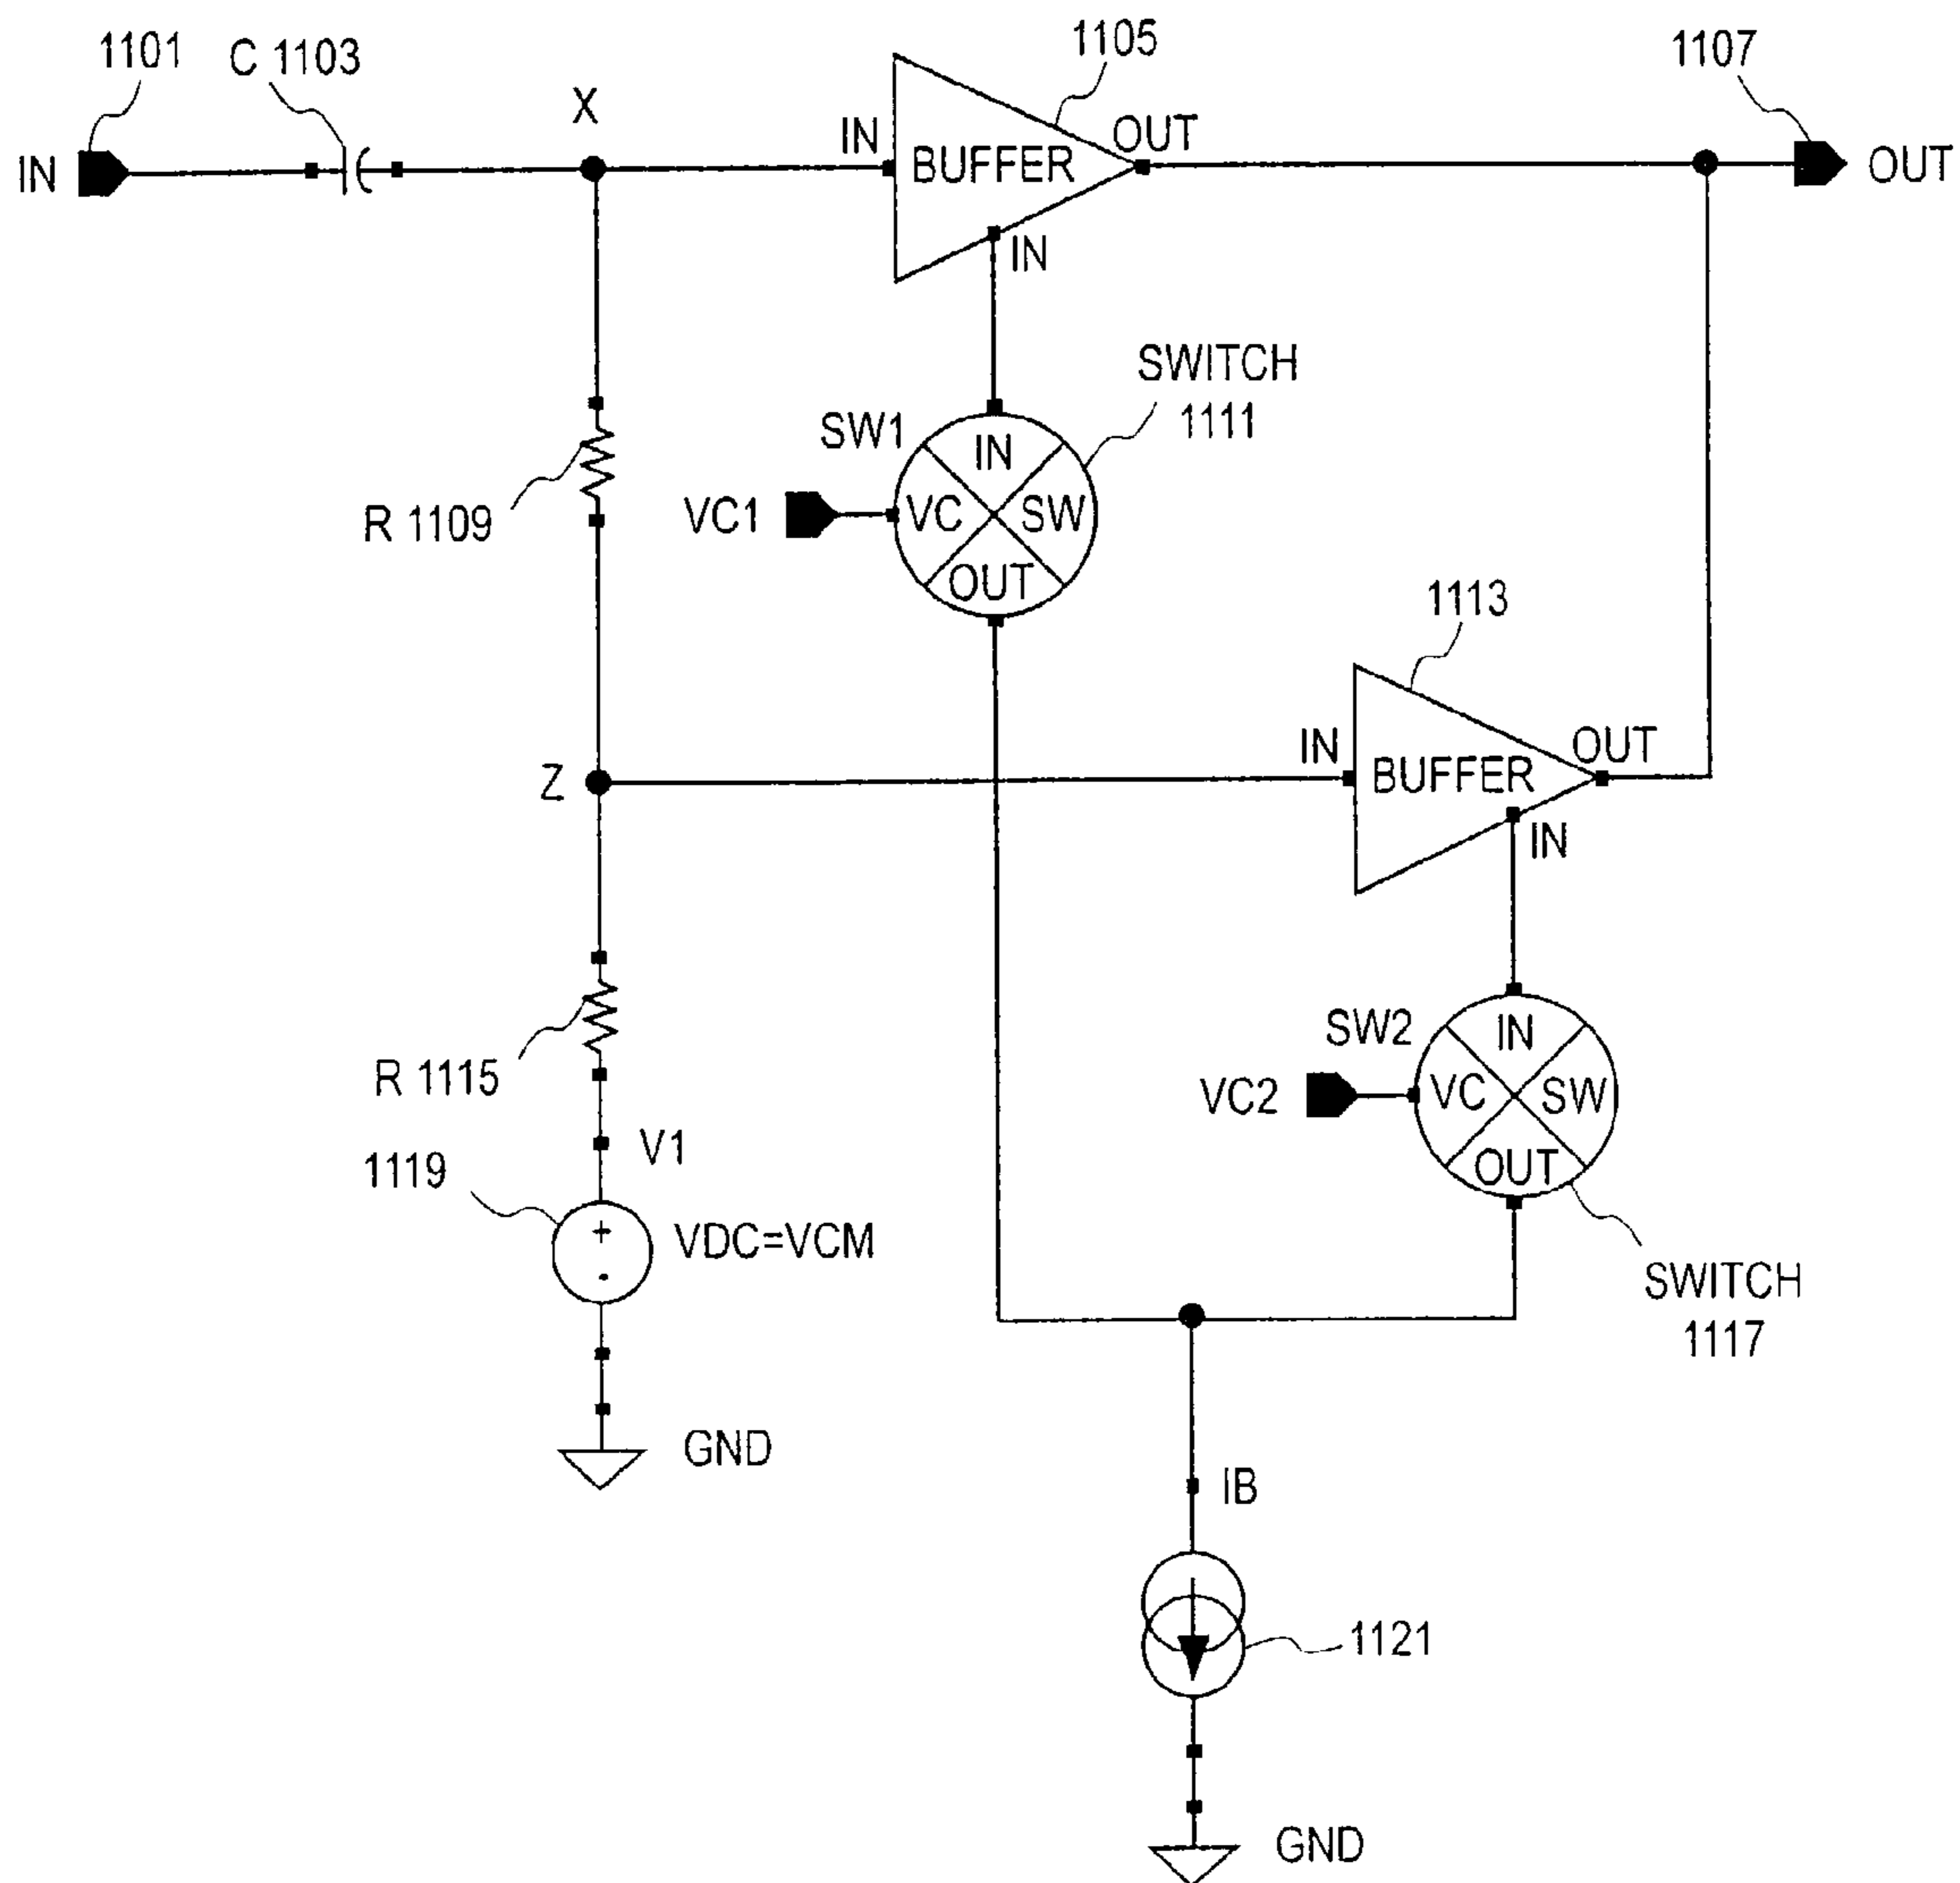 1101
C 1103
X
1105
1107
IN
IN
BUFFER
OUT
OUT
IN
SWITCH
1111
SW1
IN
VC1
VC
SW
OUT
R 1109
1113
Z
IN
BUFFER
OUT
IN
SW2
IN
VC2
VC
SW
OUT
R 1115
V1
1119
+
-
VDC=VCM
SWITCH
1117
GND
IB
1121
GND